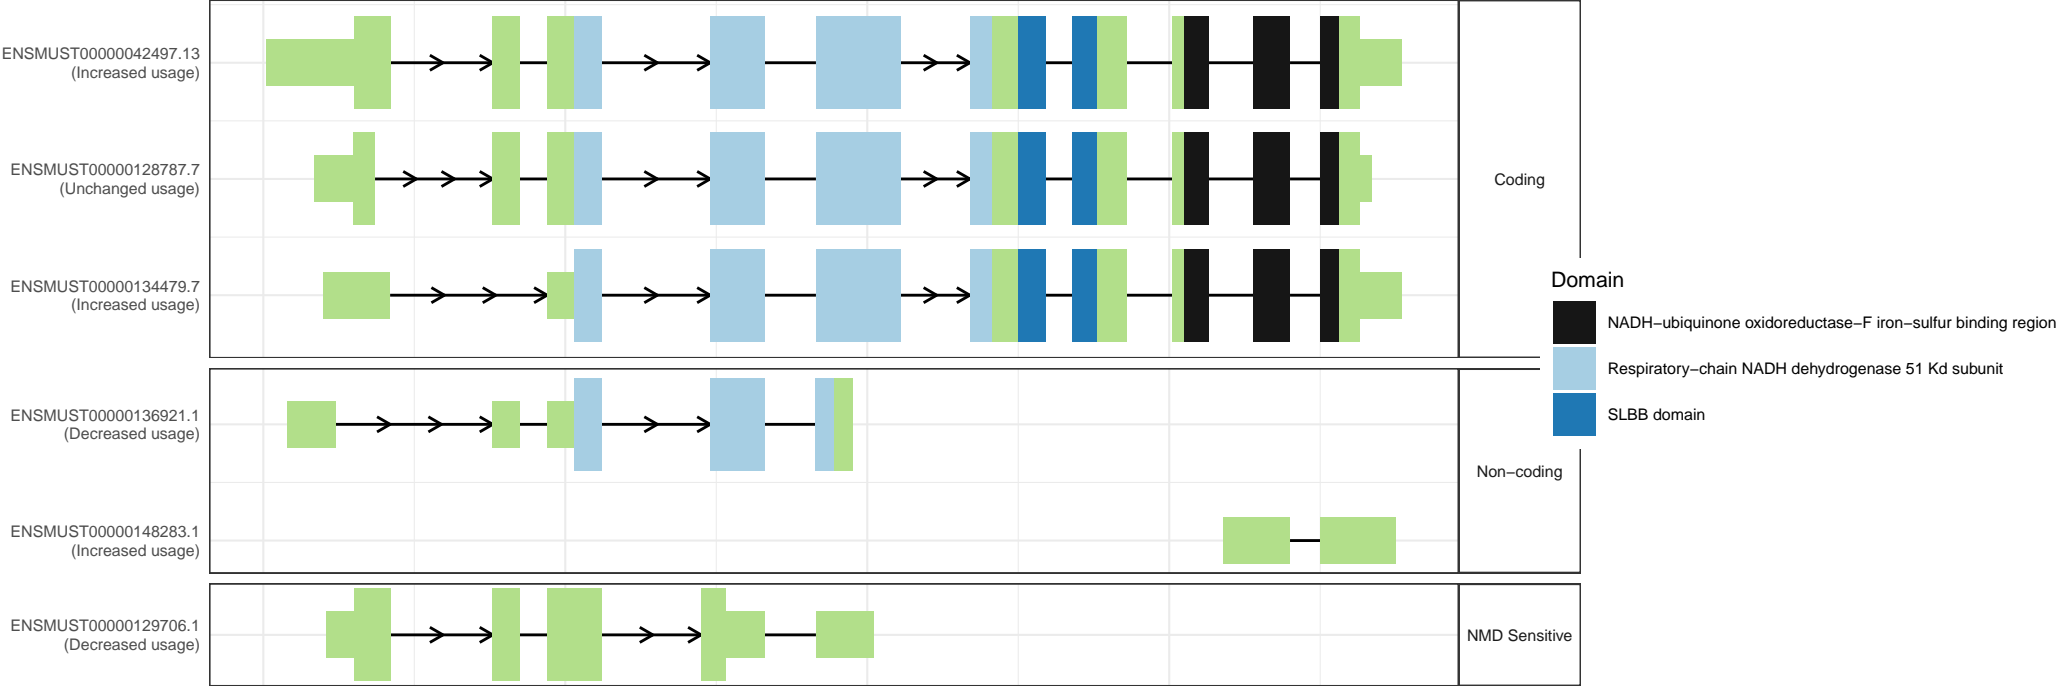 ENSMUST00000042497.13
(Increased usage)
ENSMUST00000128787.7
(Unchanged usage)
ENSMUST00000134479.7
(Increased usage)
Coding
ENSMUST00000136921.1
(Decreased usage)
ENSMUST00000148283.1
(Increased usage)
Non−coding
ENSMUST00000129706.1
(Decreased usage)
NMD Sensitive
Domain
NADH−ubiquinone oxidoreductase−F iron−sulfur binding region
Respiratory−chain NADH dehydrogenase 51 Kd subunit
SLBB domain